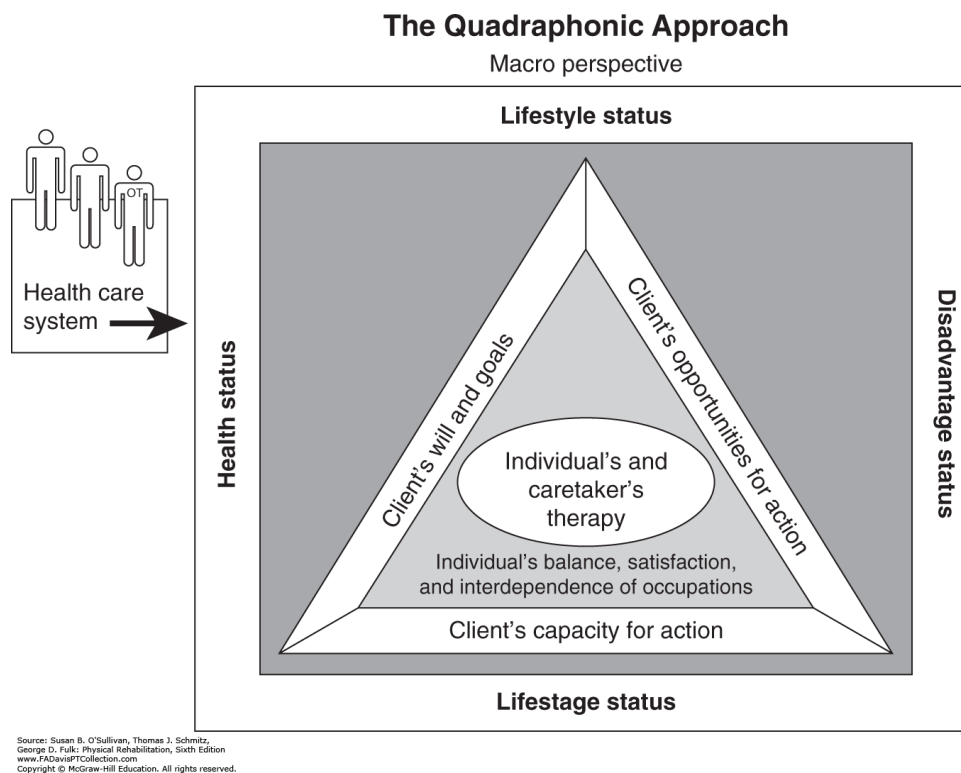 The Quadraphonic Approach
Macro perspective
Lifestyle status
OT
Health care
system
Health status
Client's will and goals
Client's opportunities for action
Disadvantage status
Individual's and
caretaker's
therapy
Individual's balance, satisfaction,
and interdependence of occupations
Client's capacity for action
Lifestage status
Source: Susan B. O'Sullivan, Thomas J. Schmitz,
George D. Fulk: Physical Rehabilitation, Sixth Edition
www.FADavisPTCollection.com
Copyright © McGraw-Hill Education. All rights reserved.